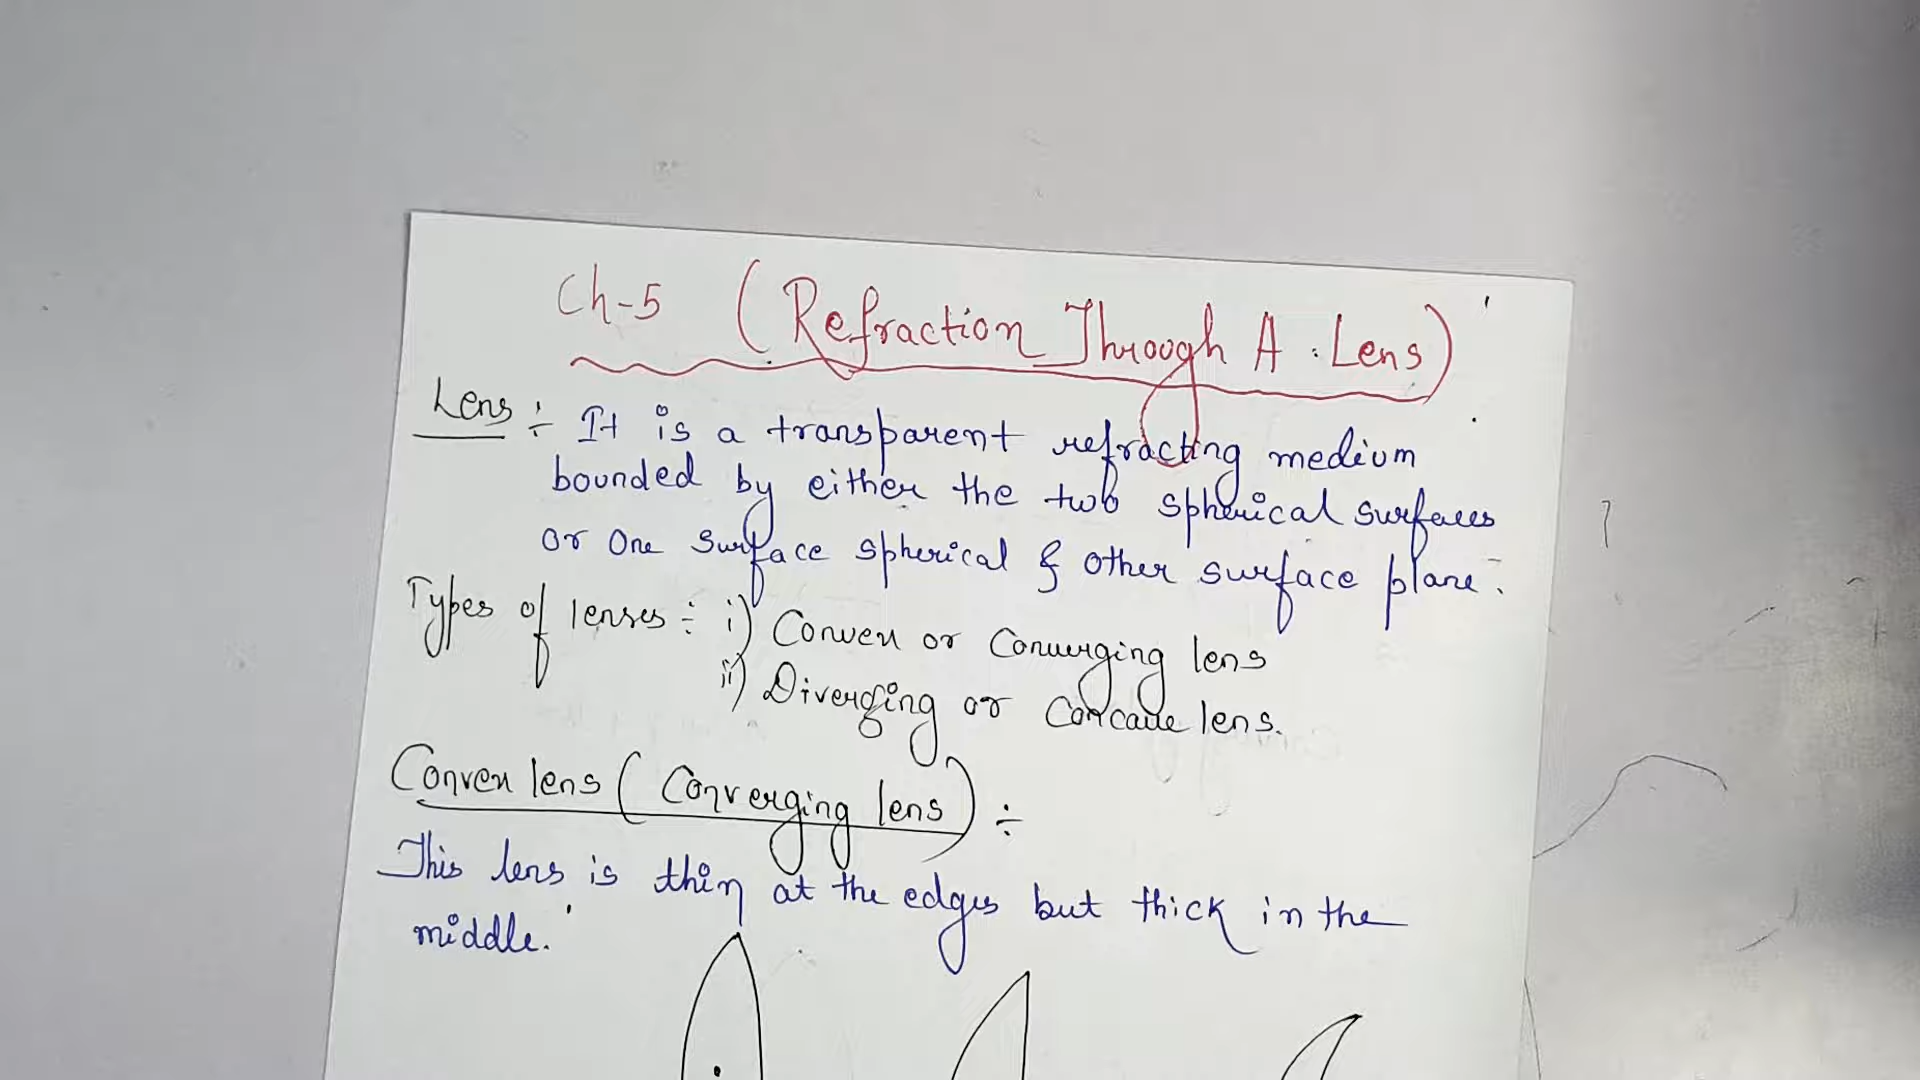 Ch-5 (Refraction Through A Lens)
Lens ÷ It is a transparent refracting medium
bounded by either the two spherical surfaces
or one surface spherical & other surface plane.
Types of lenses ÷ i) Convex or Converging lens
ii) Diverging or Concave lens.
Convex lens (Converging lens) ÷
This lens is thin at the edges but thick in the
middle.